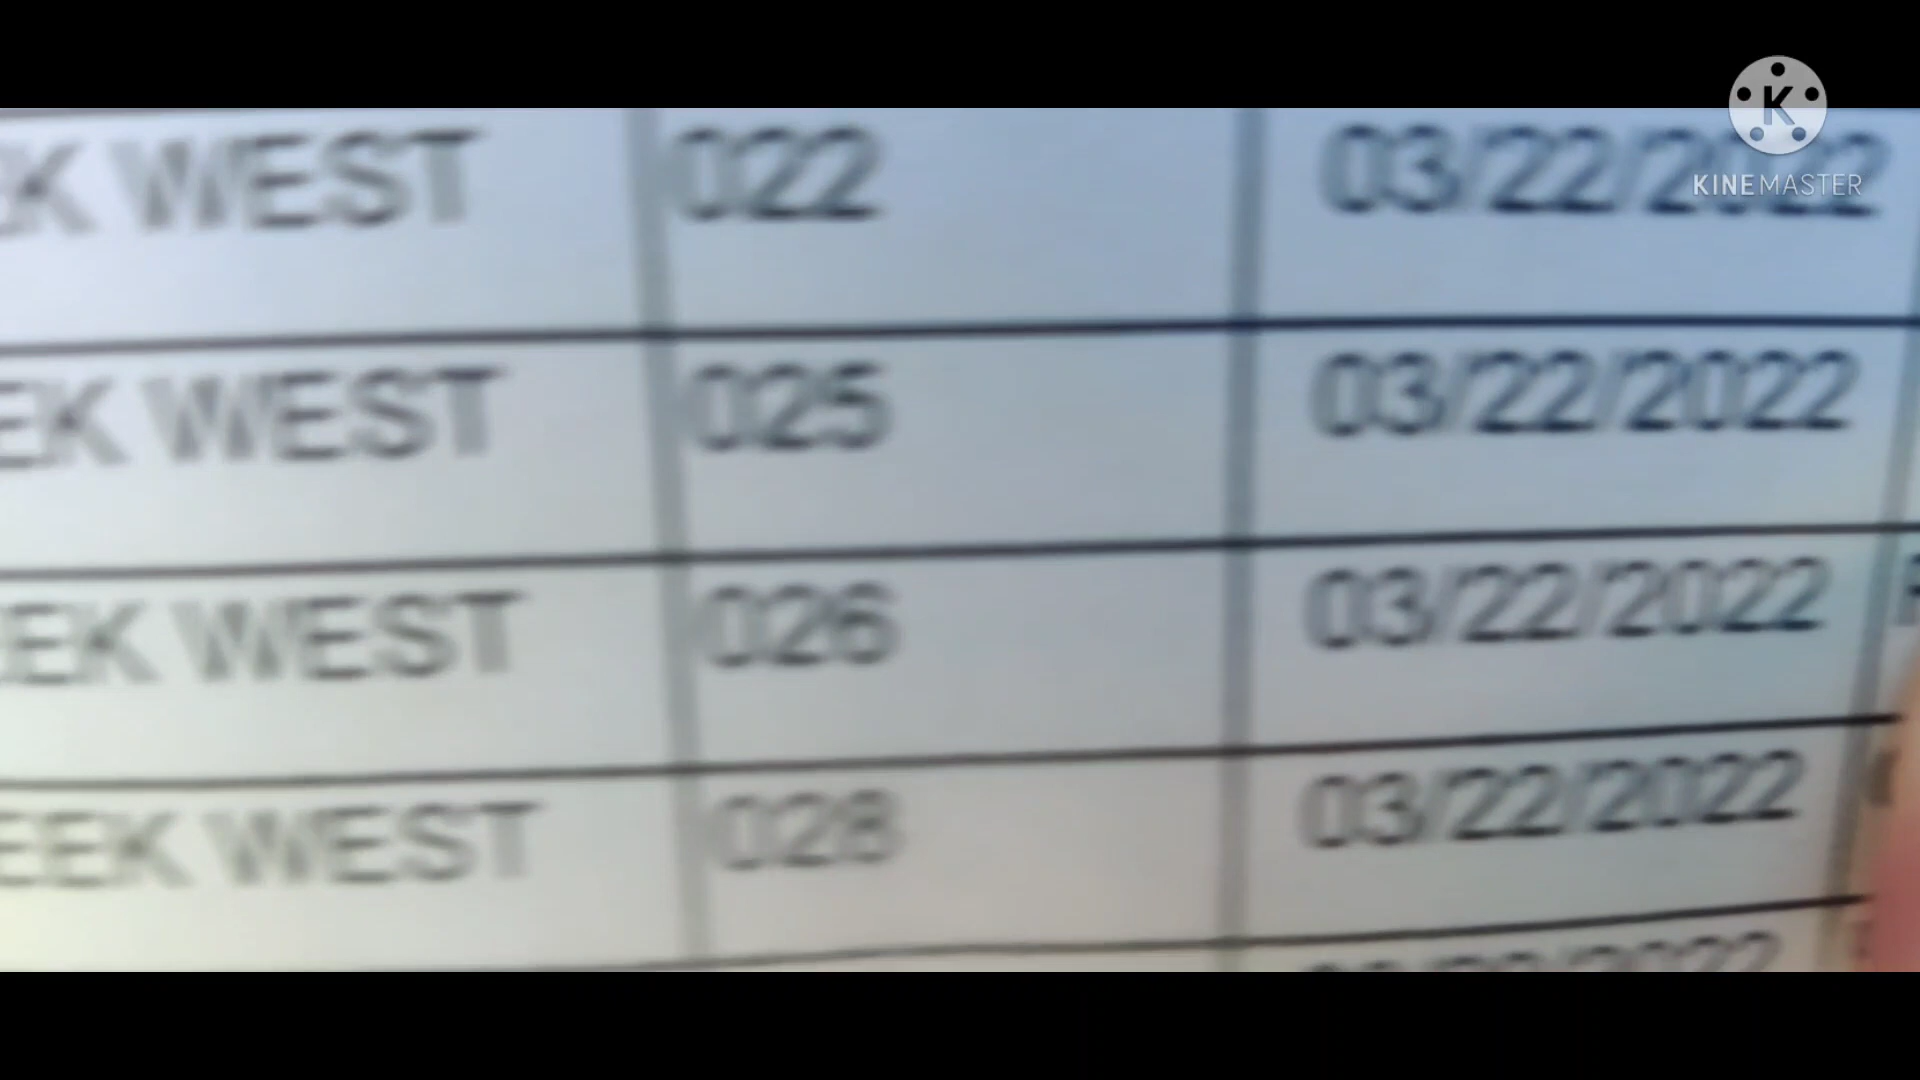 EK WEST 022 03/22/2022
EK WEST 025 03/22/2022
EEK WEST 026 03/22/2022
EEK WEST 028 03/22/2022
K
KINEMASTER